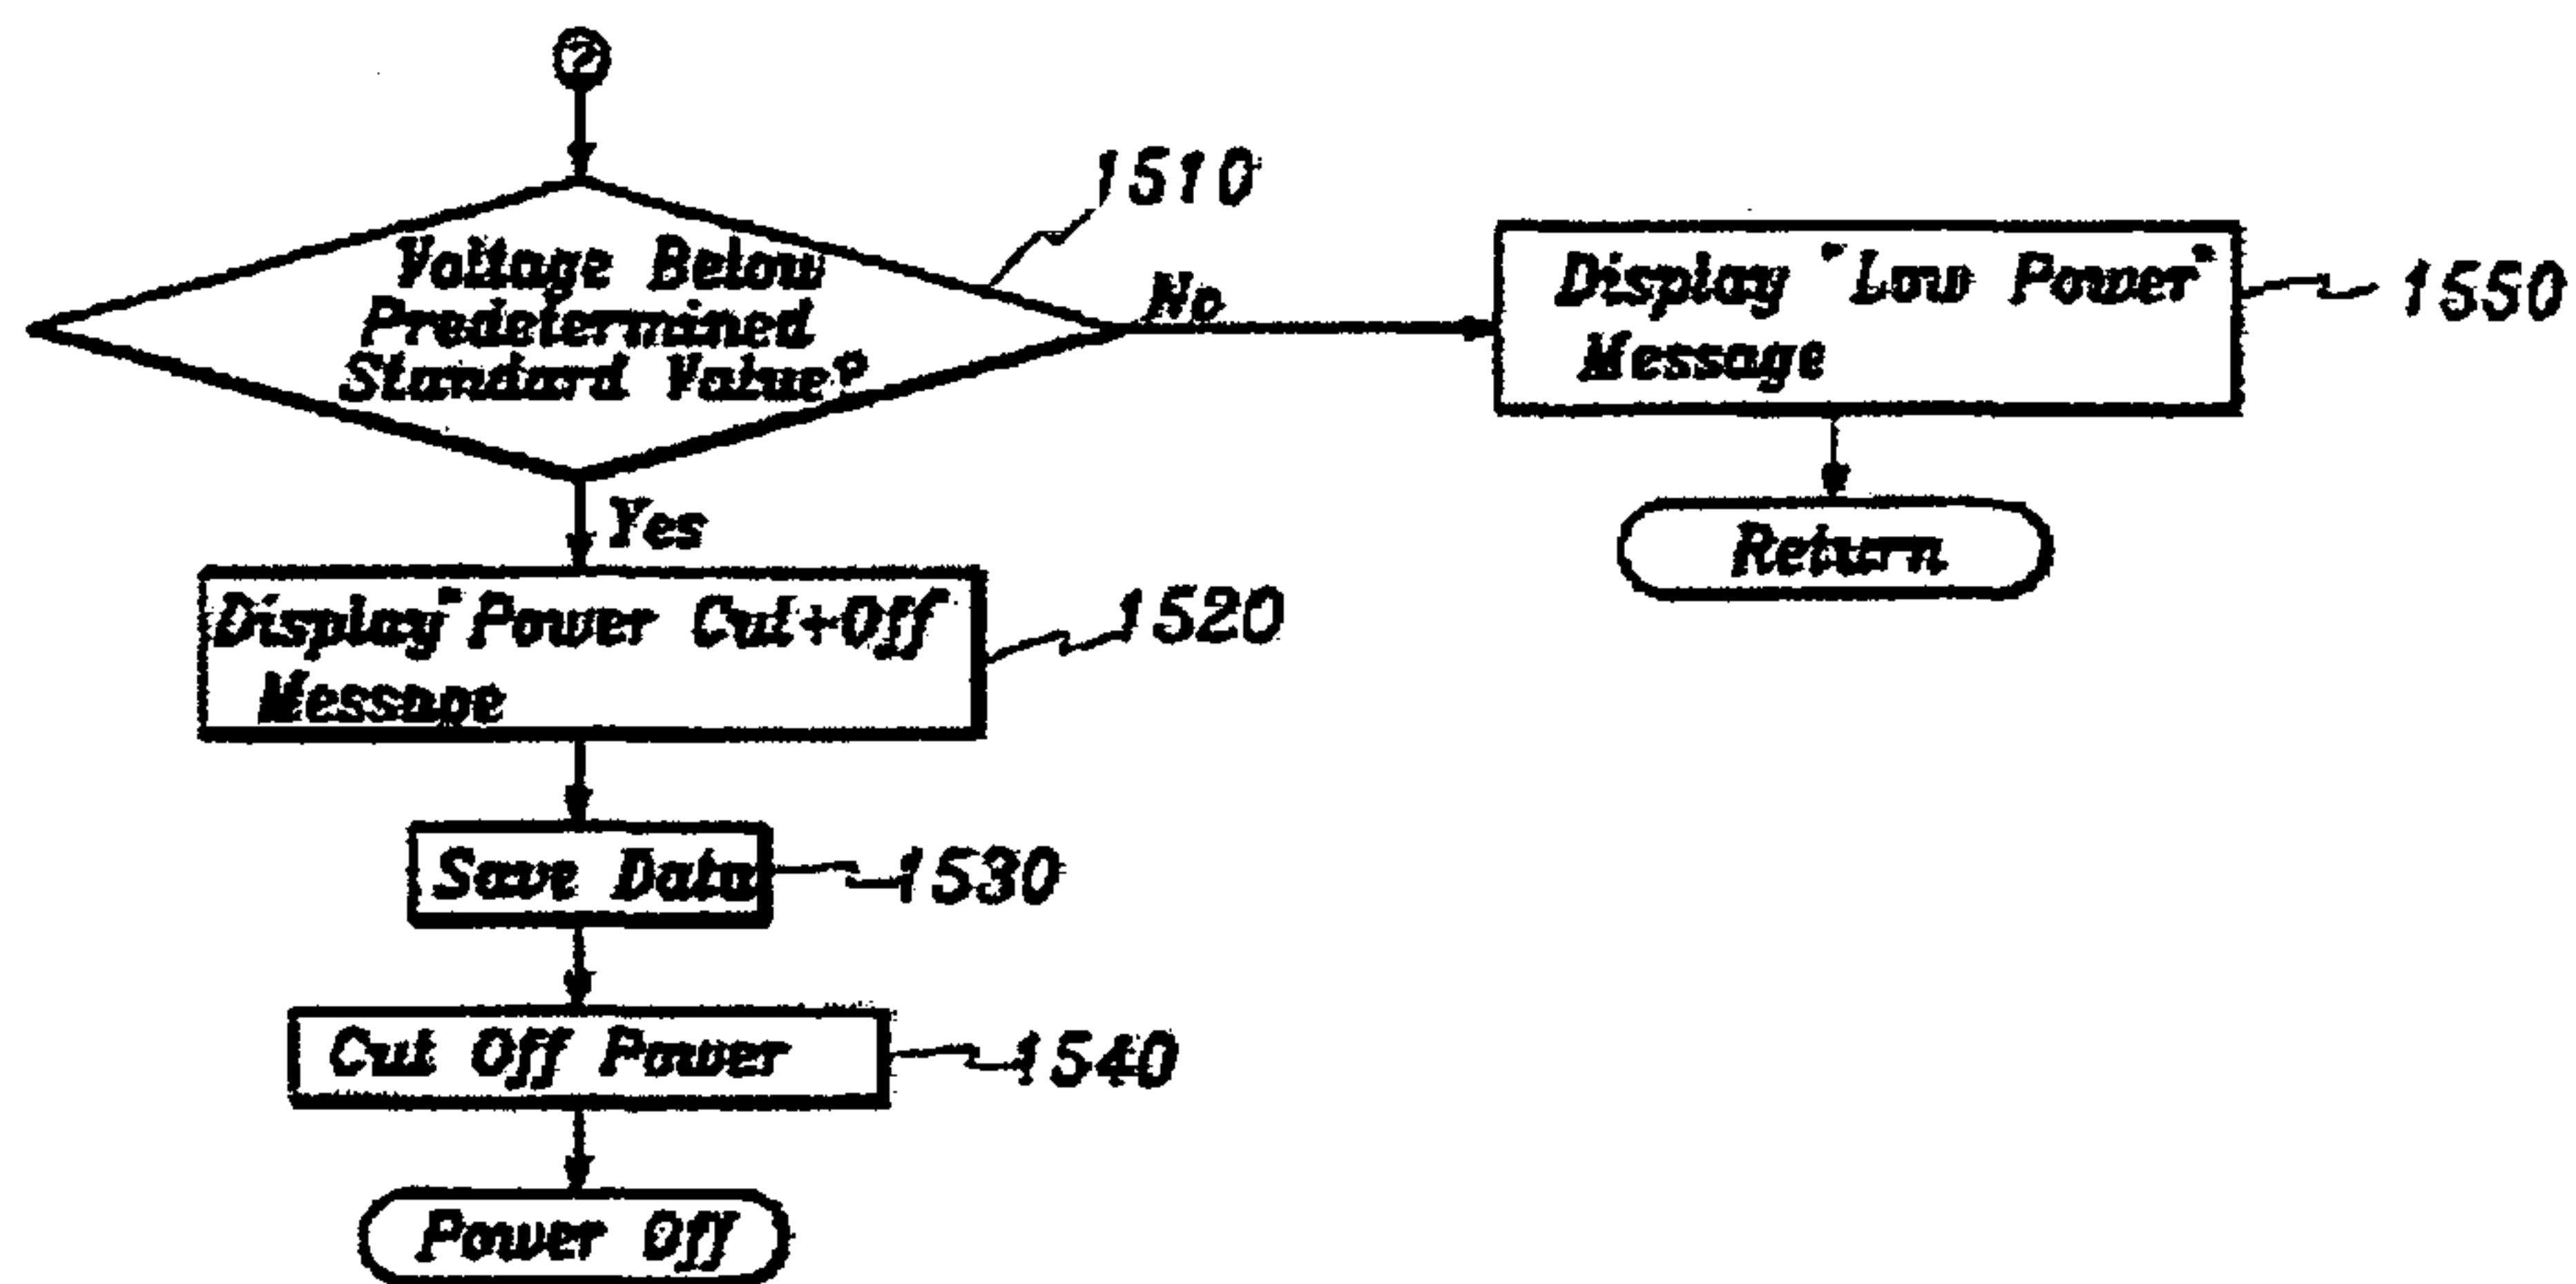 2
1510
Voltage Below
Predetermined
Standard Value?
No
Display "Low Power"
Message
1550
Return
Yes
Display "Power Cut-Off
Message
1520
Save Data
1530
Cut Off Power
1540
Power Off